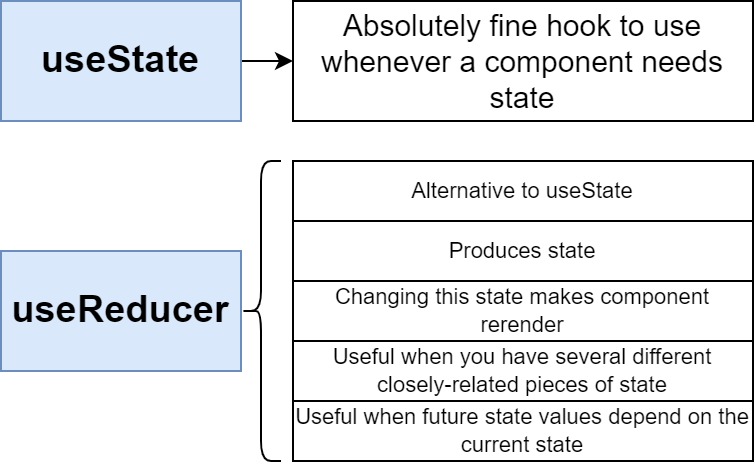 useState
Absolutely fine hook to use
whenever a component needs
state
useReducer
Alternative to useState
Produces state
Changing this state makes component
rerender
Useful when you have several different
closely-related pieces of state
Useful when future state values depend on the
current state